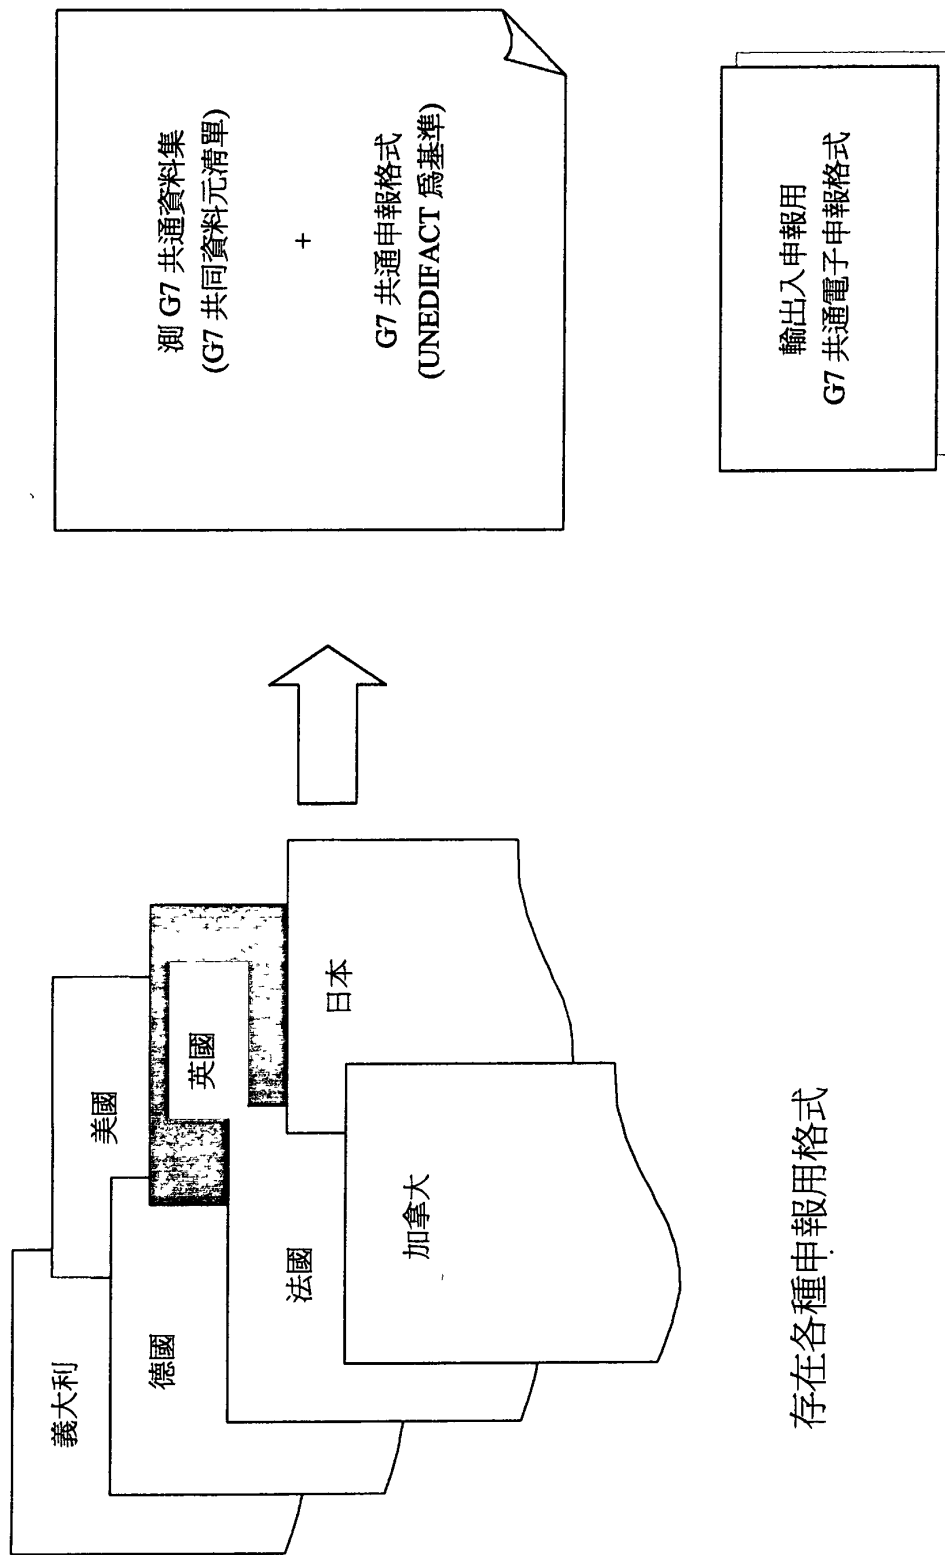 義大利
美國
德國
英國
法國
日本
加拿大
存在各種申報用格式
測 G7 共通資料集
(G7 共同資料元清單)
+
G7 共通申報格式
(UNEDIFACT 爲基準)
輸出入申報用
G7 共通電子申報格式